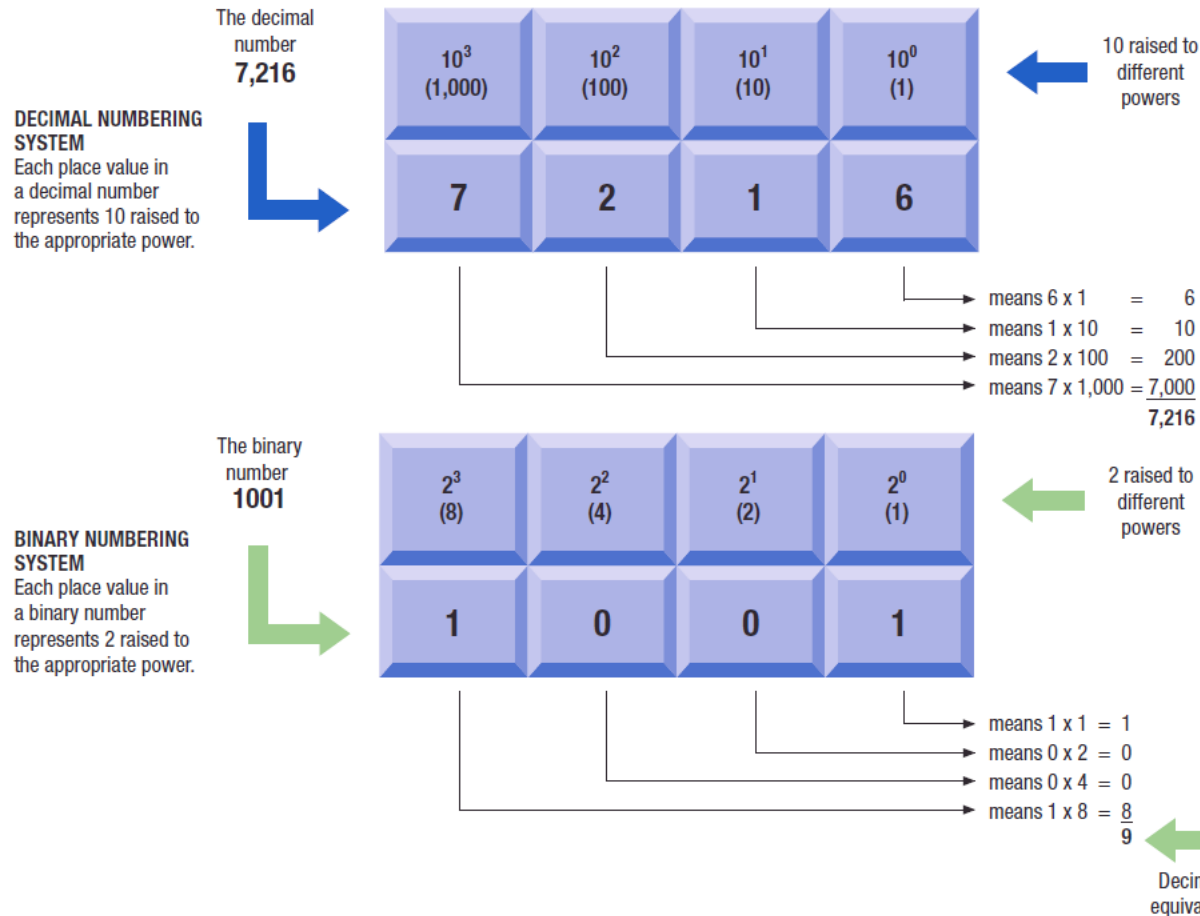 The decimal
number
7,216
DECIMAL NUMBERING
SYSTEM
Each place value in
a decimal number
represents 10 raised to
the appropriate power.
10³ 10² 10¹ 10⁰
(1,000) (100) (10) (1)
10 raised to
different
powers
7 2 1 6
means 6 x 1 = 6
means 1 x 10 = 10
means 2 x 100 = 200
means 7 x 1,000 = 7,000
7,216
The binary
number
1001
BINARY NUMBERING
SYSTEM
Each place value in
a binary number
represents 2 raised to
the appropriate power.
2³ 2² 2¹ 2⁰
(8) (4) (2) (1)
2 raised to
different
powers
1 0 0 1
means 1 x 1 = 1
means 0 x 2 = 0
means 0 x 4 = 0
means 1 x 8 = 8
9